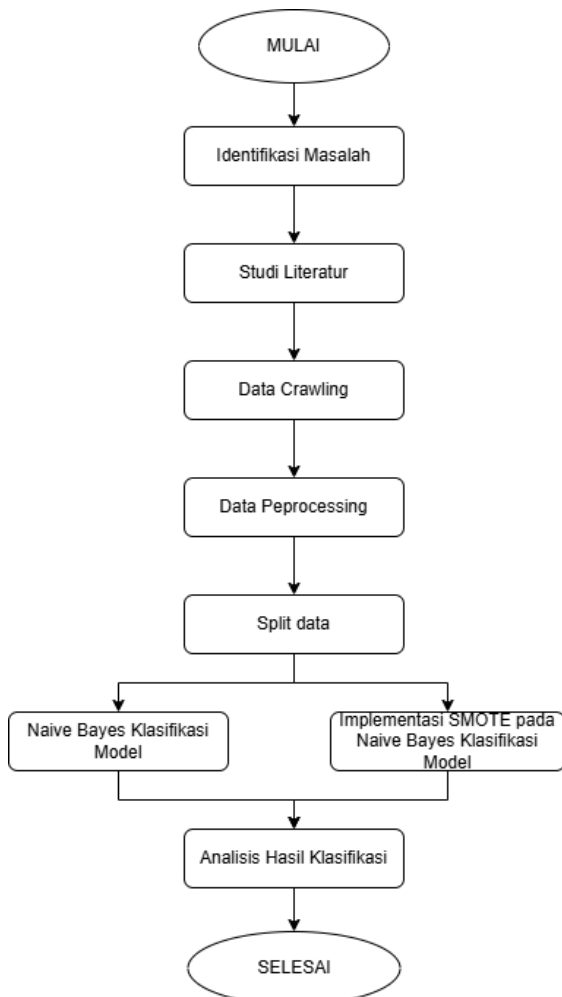 MULAI
Identifikasi Masalah
Studi Literatur
Data Crawling
Data Peprocessing
Split data
Naive Bayes Klasifikasi
Model
Implementasi SMOTE pada
Naive Bayes Klasifikasi
Model
Analisis Hasil Klasifikasi
SELESAI